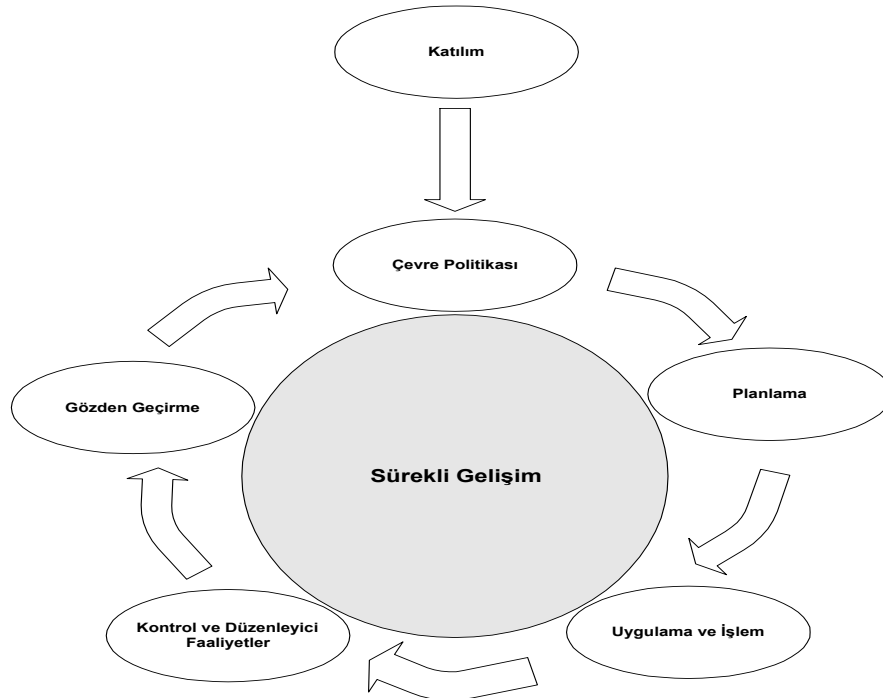 Katılım
Çevre Politikası
Planlama
Gözden Geçirme
Sürekli Gelişim
Kontrol ve Düzenleyici
Faaliyetler
Uygulama ve İşlem